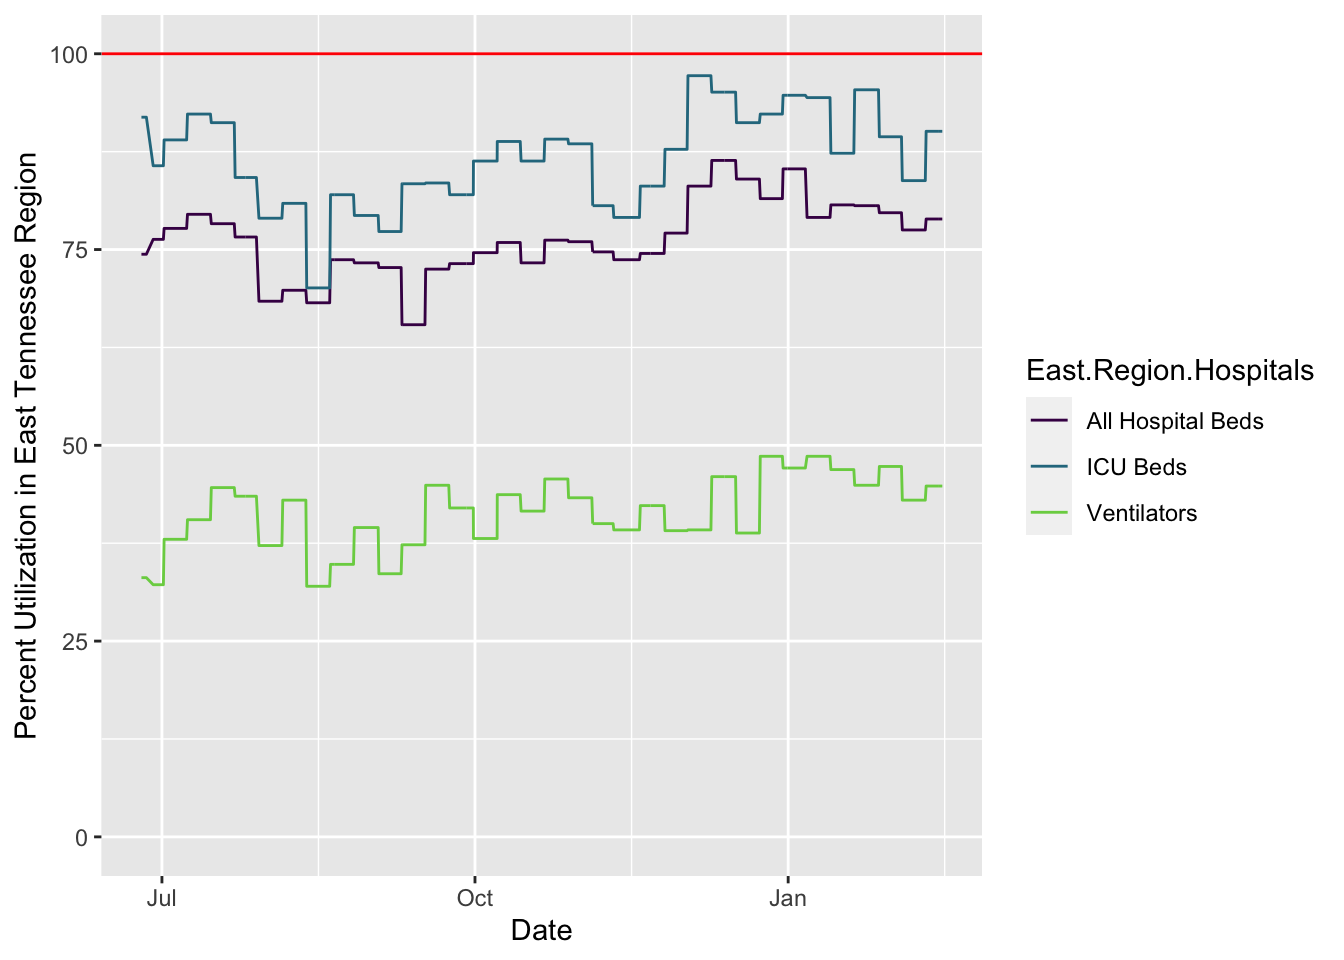 Percent Utilization in East Tennessee Region
100
75
50
25
0
Jul
Oct
Jan
Date
East.Region.Hospitals
All Hospital Beds
ICU Beds
Ventilators